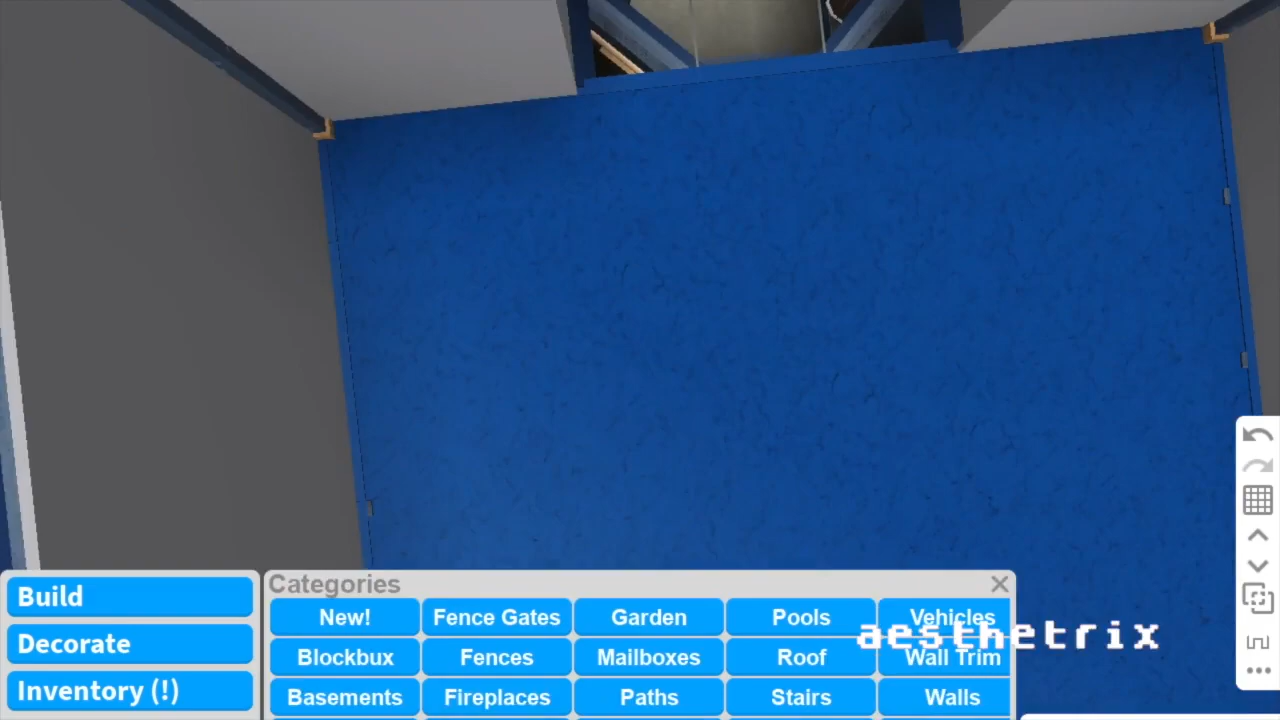 Build
Decorate
Inventory (!)
Categories
New!
Fence Gates
Garden
Pools
Vehicles
Blockbux
Fences
Mailboxes
Roof
Wall Trim
Basements
Fireplaces
Paths
Stairs
Walls
aesthetrix